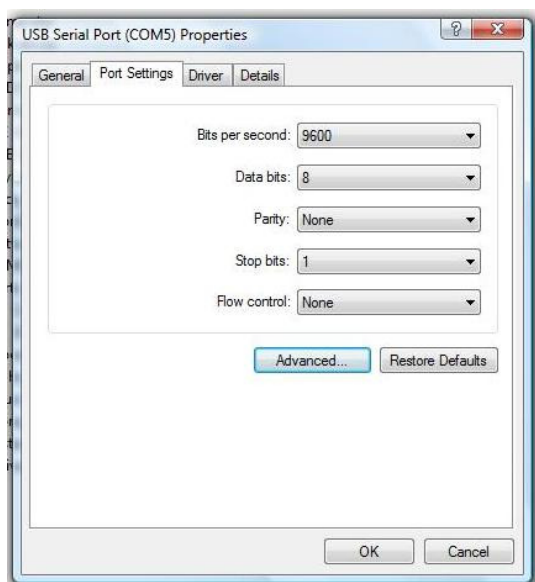 USB Serial Port (COM5) Properties
General Port Settings Driver Details
Bits per second: 9600
Data bits: 8
Parity: None
Stop bits: 1
Flow control: None
Advanced... Restore Defaults
OK Cancel